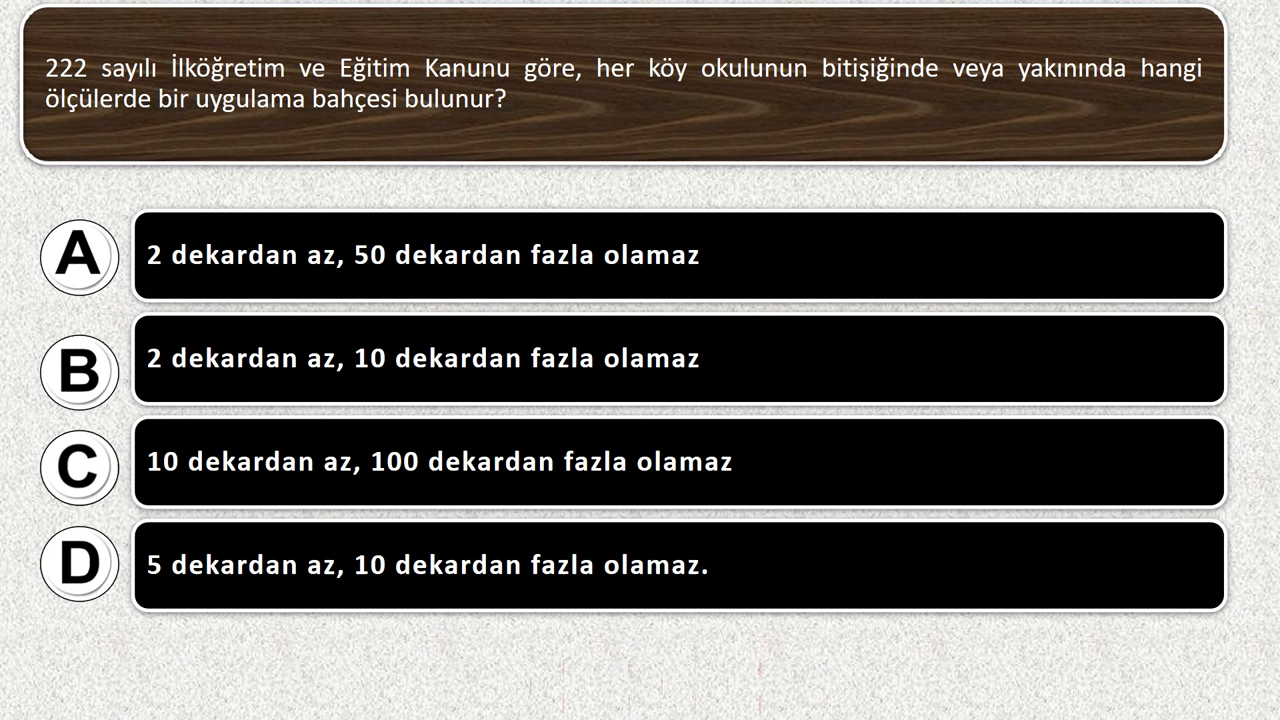 222 sayılı İlköğretim ve Eğitim Kanunu göre, her köy okulunun bitişiğinde veya yakınında hangi
ölçülerde bir uygulama bahçesi bulunur?
A
2 dekardan az, 50 dekardan fazla olamaz
B
2 dekardan az, 10 dekardan fazla olamaz
C
10 dekardan az, 100 dekardan fazla olamaz
D
5 dekardan az, 10 dekardan fazla olamaz.